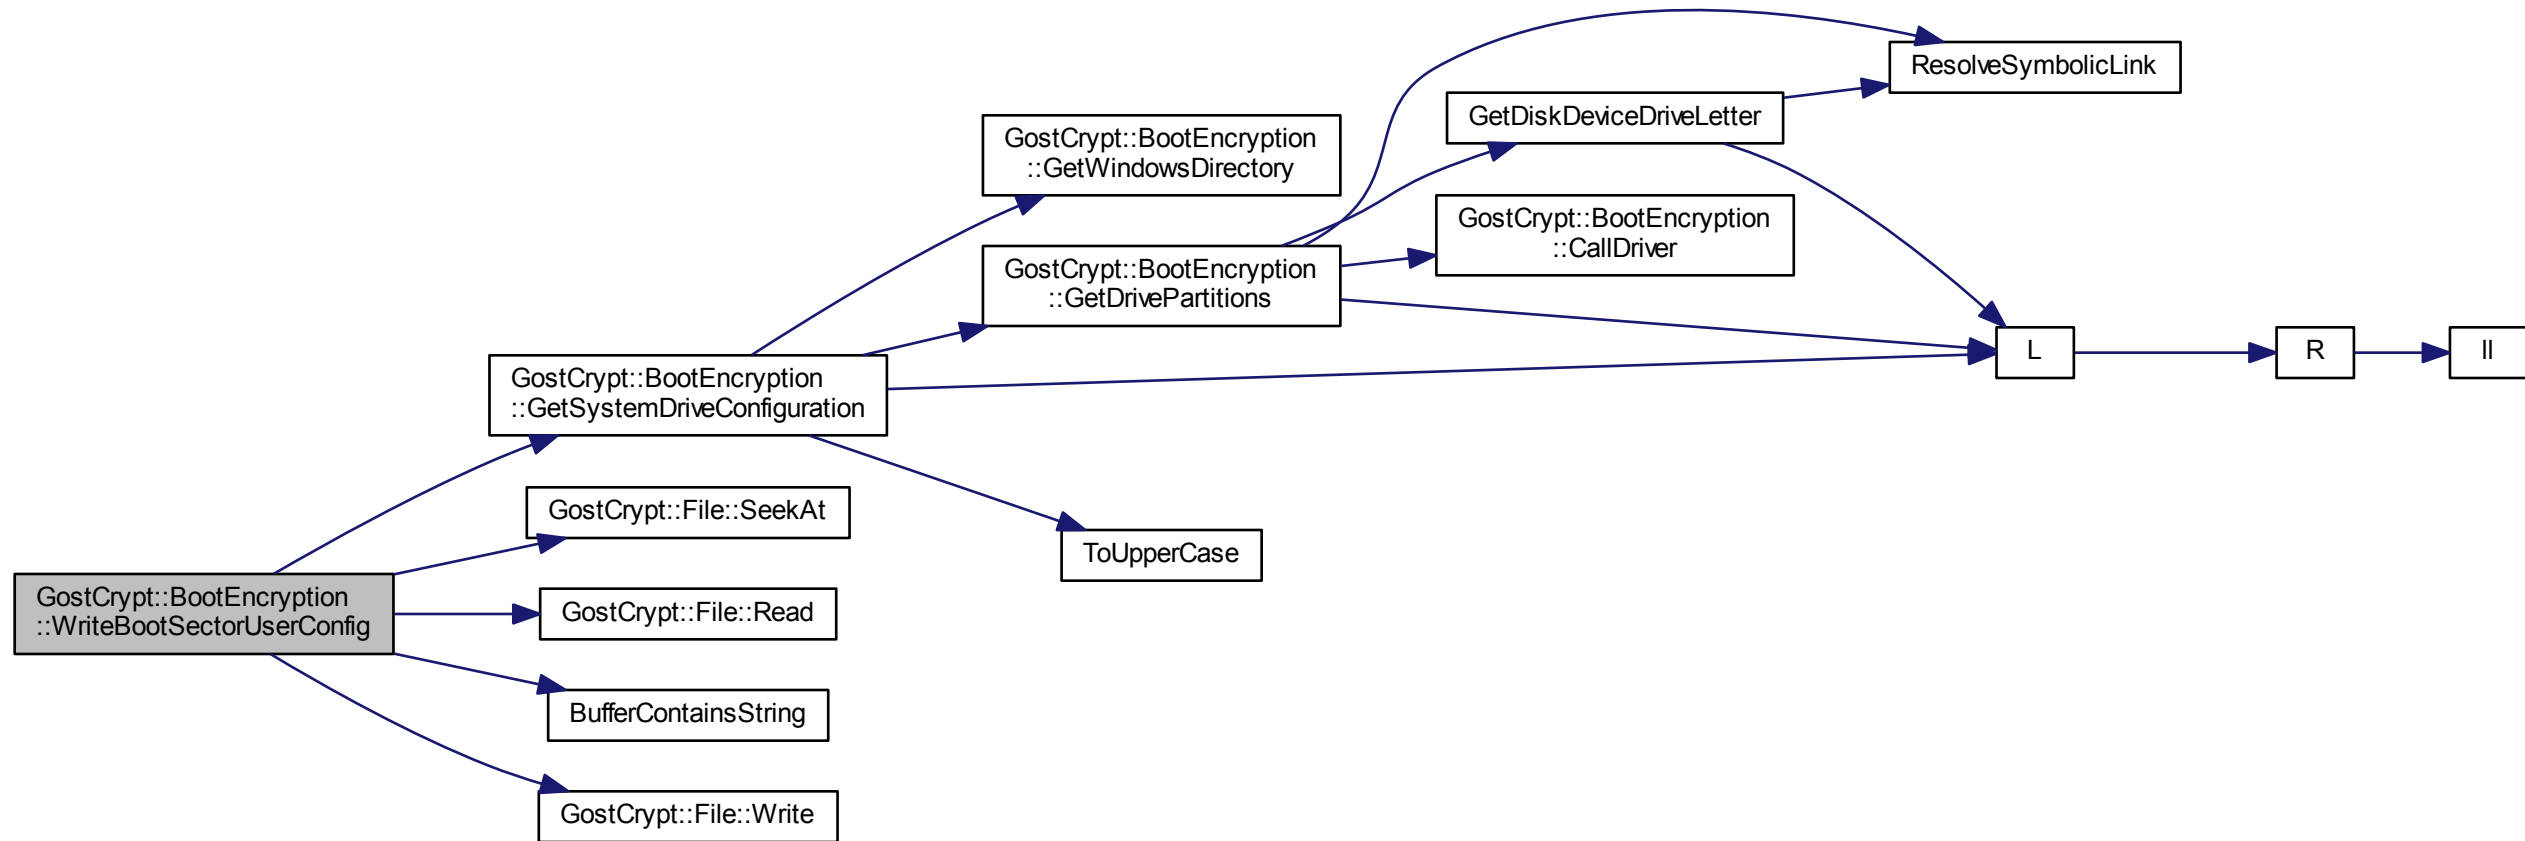 GostCrypt::BootEncryption
::WriteBootSectorUserConfig
GostCrypt::BootEncryption
::GetSystemDriveConfiguration
GostCrypt::File::SeekAt
GostCrypt::File::Read
BufferContainsString
GostCrypt::File::Write
GostCrypt::BootEncryption
::GetWindowsDirectory
GostCrypt::BootEncryption
::GetDrivePartitions
ToUpperCase
GetDiskDeviceDriveLetter
GostCrypt::BootEncryption
::CallDriver
ResolveSymbolicLink
L
R
ll